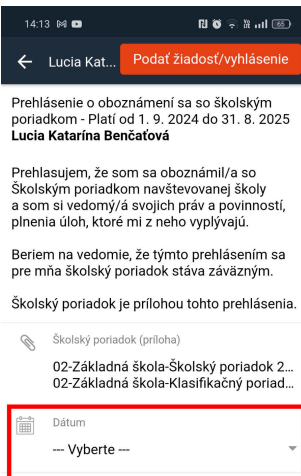 14:13 65
Lucia Kat... Podať žiadosť/vyhlásenie
Prehlásenie o oboznámení sa so školským
poriadkom - Platí od 1. 9. 2024 do 31. 8. 2025
Lucia Katarína Benčaťová
Prehlasujem, že som sa oboznámil/a so
Školským poriadkom navštevovanej školy
a som si vedomý/á svojich práv a povinností,
plnenia úloh, ktoré mi z neho vyplývajú.
Beriem na vedomie, že týmto prehlásením sa
pre mňa školský poriadok stáva záväzným.
Školský poriadok je prílohou tohto prehlásenia.
Školský poriadok (príloha)
02-Základná škola-Školský poriadok 2...
02-Základná škola-Klasifikačný poriad...
Dátum
--- Vyberte ---